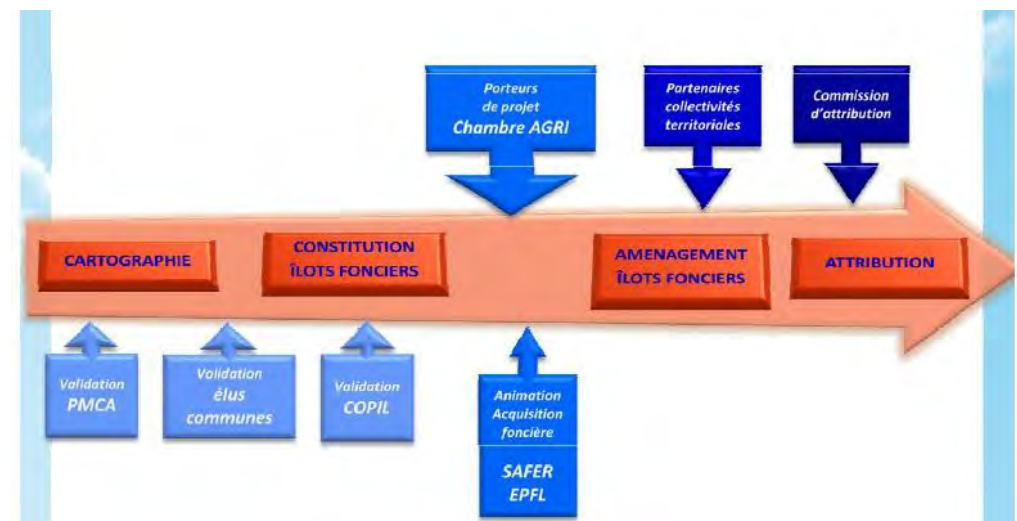 Porteurs
de projet
Chambre AGRI
Partenaires
collectivités
territoriales
Commission
d'attribution
CARTOGRAPHIE
CONSTITUTION
ÎLOTS FONCIERS
AMENAGEMENT
ÎLOTS FONCIERS
ATTRIBUTION
Validation
PMCA
Validation
élus
communes
Validation
COPIL
Animation
Acquisition
foncière
SAFER
EPFL